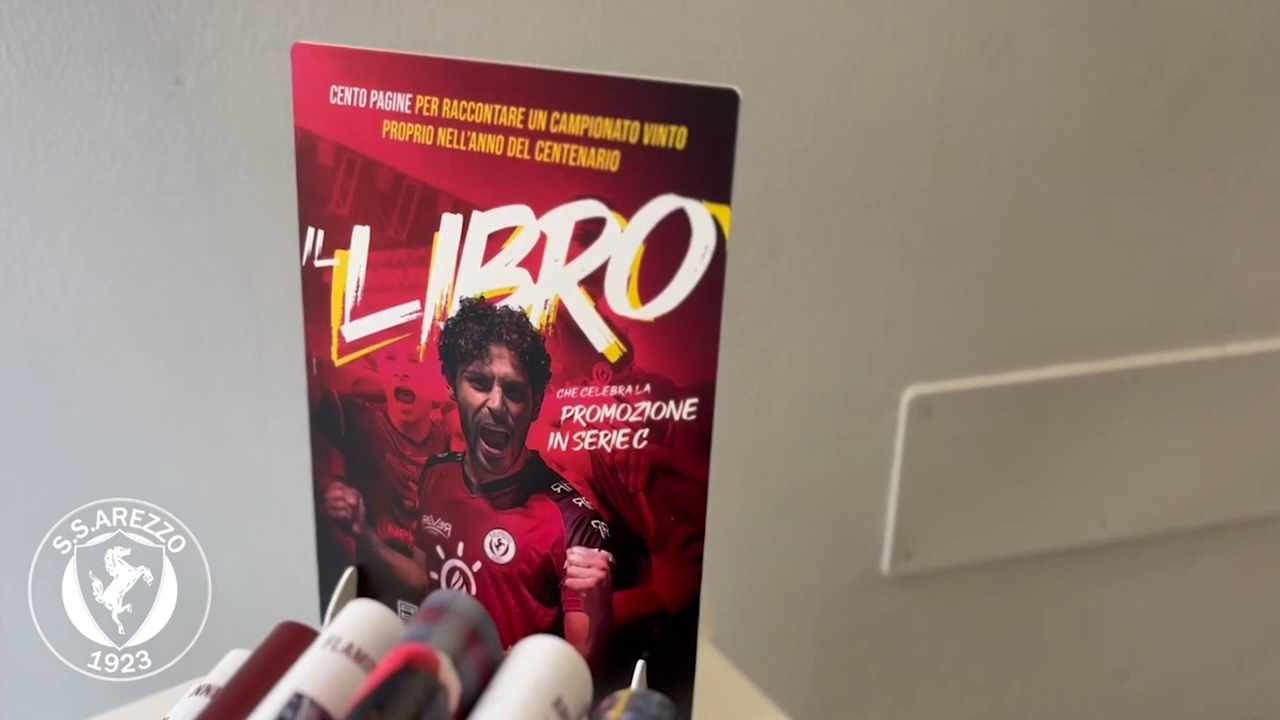 CENTO PAGINE PER RACCONTARE UN CAMPIONATO VINTO
PROPRIO NELL'ANNO DEL CENTENARIO
"IL LIBRO"
CHE CELEBRA LA
PROMOZIONE
IN SERIE C
S.S.AREZZO
1923